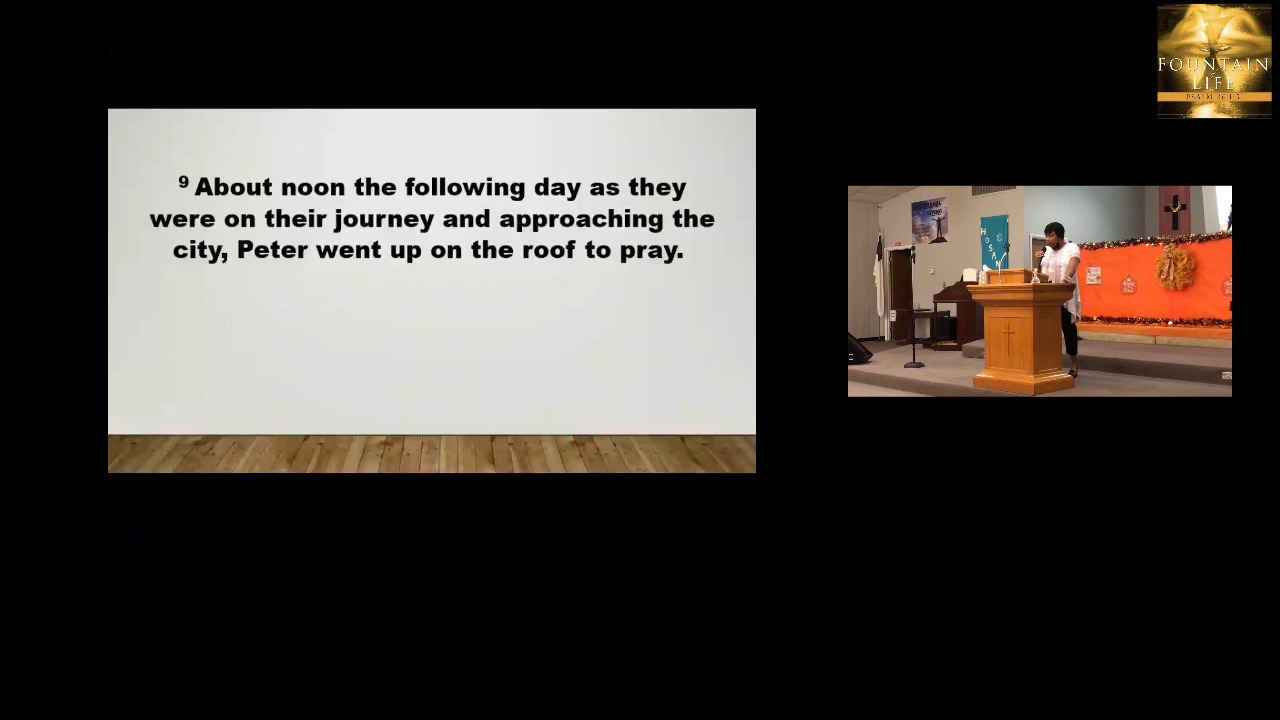 ⁹ About noon the following day as they
were on their journey and approaching the
city, Peter went up on the roof to pray.
FOUNTAIN
LIFE
HOSAN